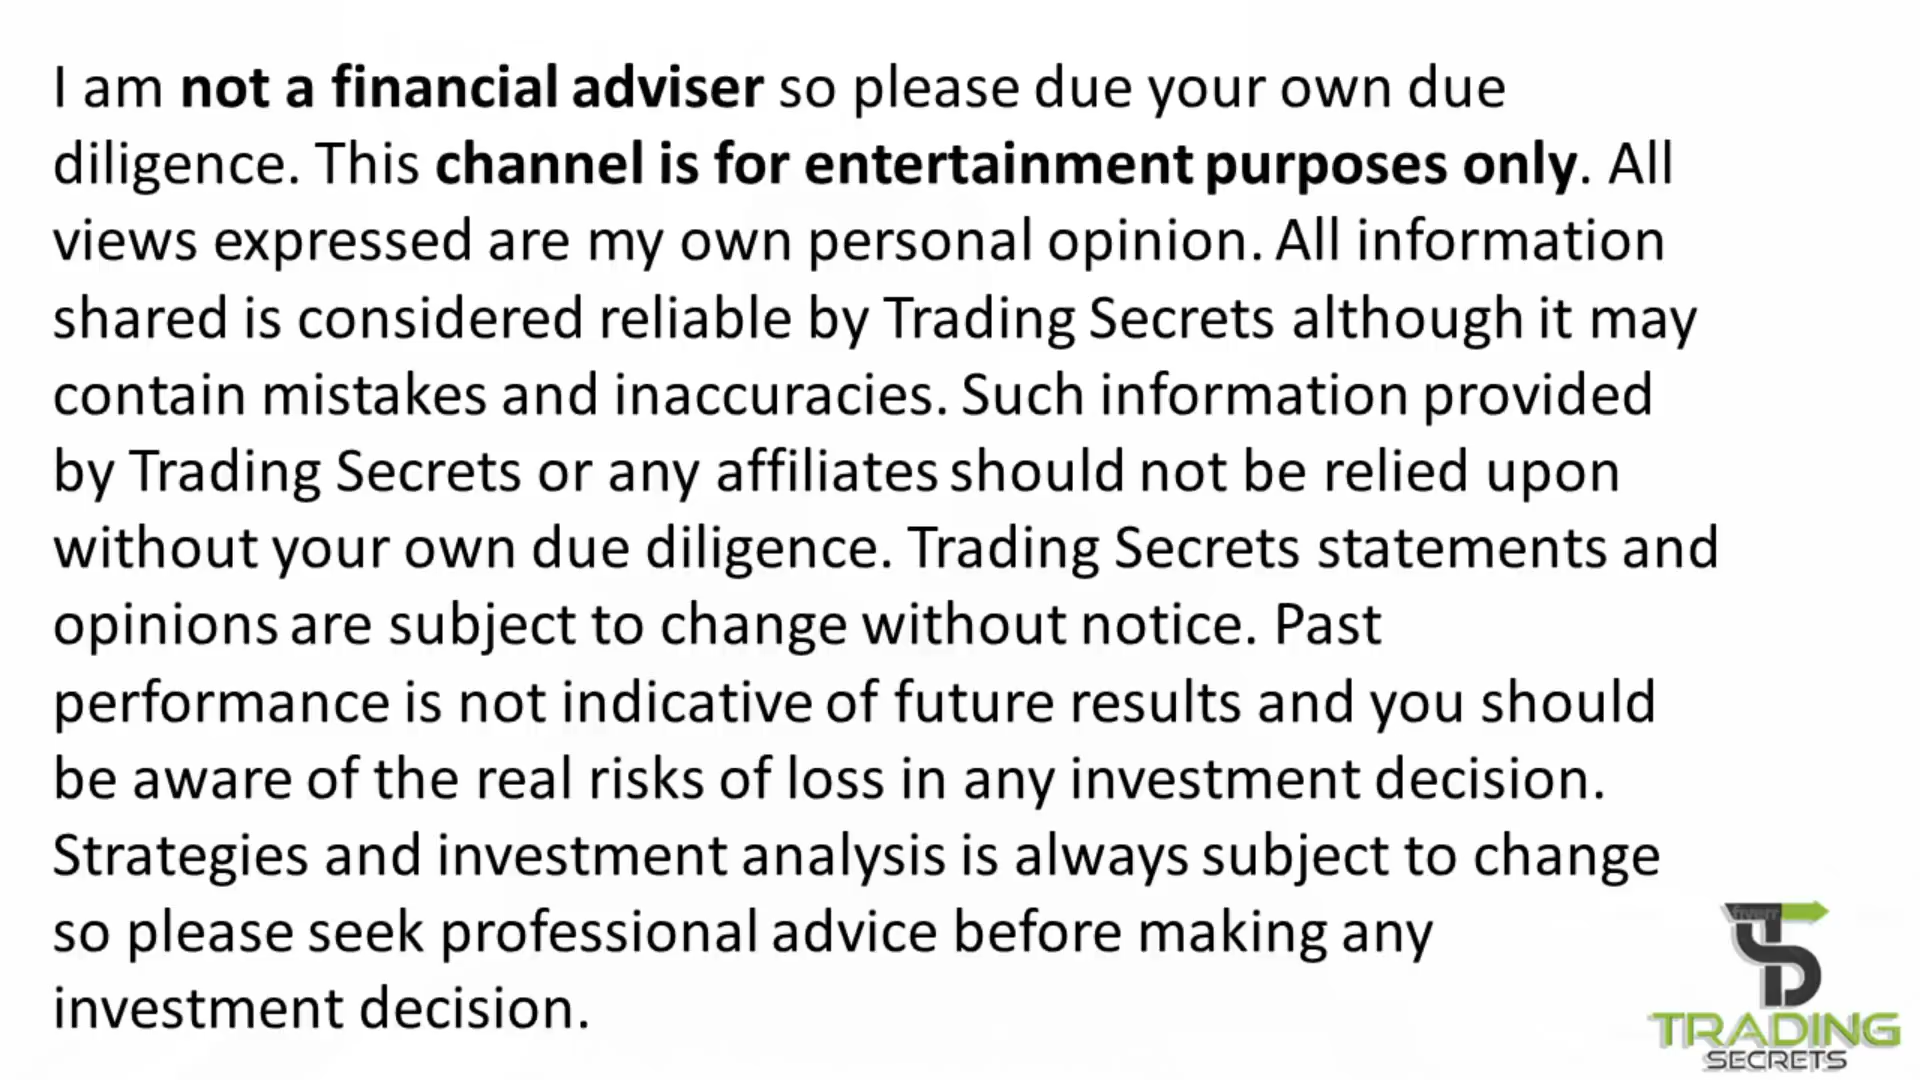 I am not a financial adviser so please due your own due
diligence. This channel is for entertainment purposes only. All
views expressed are my own personal opinion. All information
shared is considered reliable by Trading Secrets although it may
contain mistakes and inaccuracies. Such information provided
by Trading Secrets or any affiliates should not be relied upon
without your own due diligence. Trading Secrets statements and
opinions are subject to change without notice. Past
performance is not indicative of future results and you should
be aware of the real risks of loss in any investment decision.
Strategies and investment analysis is always subject to change
so please seek professional advice before making any
investment decision.
TRADING
SECRETS